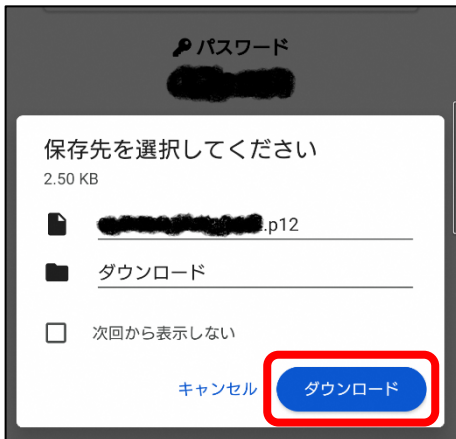 パスワード
保存先を選択してください
2.50 KB
.p12
ダウンロード
次回から表示しない
キャンセル
ダウンロード